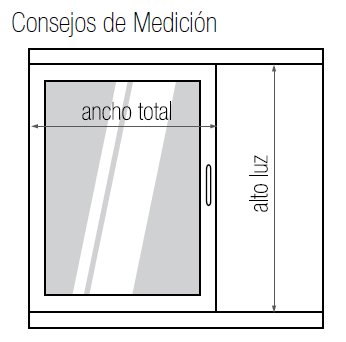 Consejos de Medición
ancho total
alto luz